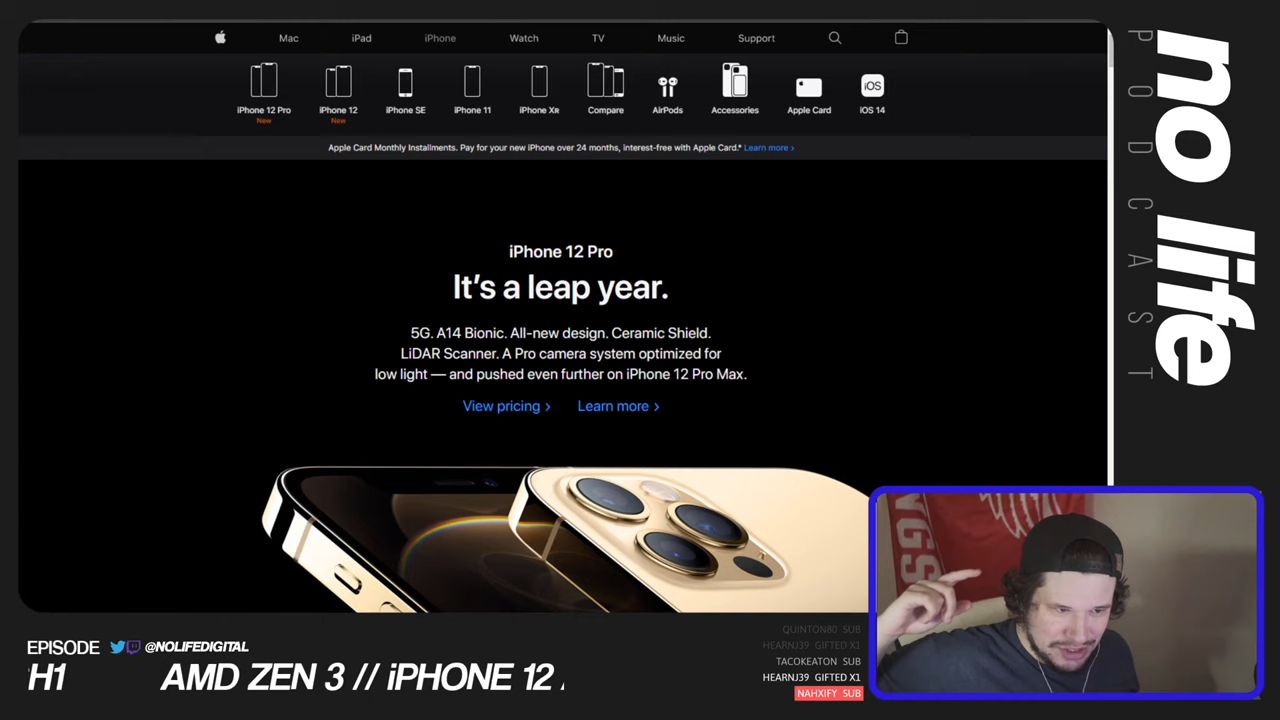 Mac iPad iPhone Watch TV Music Support
iPhone 12 Pro iPhone 12 iPhone SE iPhone 11 iPhone XR Compare AirPods Accessories Apple Card iOS iOS 14
New New
Apple Card Monthly Installments. Pay for your new iPhone over 24 months, interest-free with Apple Card.* Learn more >
iPhone 12 Pro
It's a leap year.
5G. A14 Bionic. All-new design. Ceramic Shield.
LiDAR Scanner. A Pro camera system optimized for
low light — and pushed even further on iPhone 12 Pro Max.
View pricing > Learn more >
no life
PODCAST
NGS
EPISODE @NOLIFEDIGITAL
H1 AMD ZEN 3 // iPHONE 12 /
QUINTON80 SUB
HEARNJ39 GIFTED X1
TACOKEATON SUB
HEARNJ39 GIFTED X1
NAHXIFY SUB